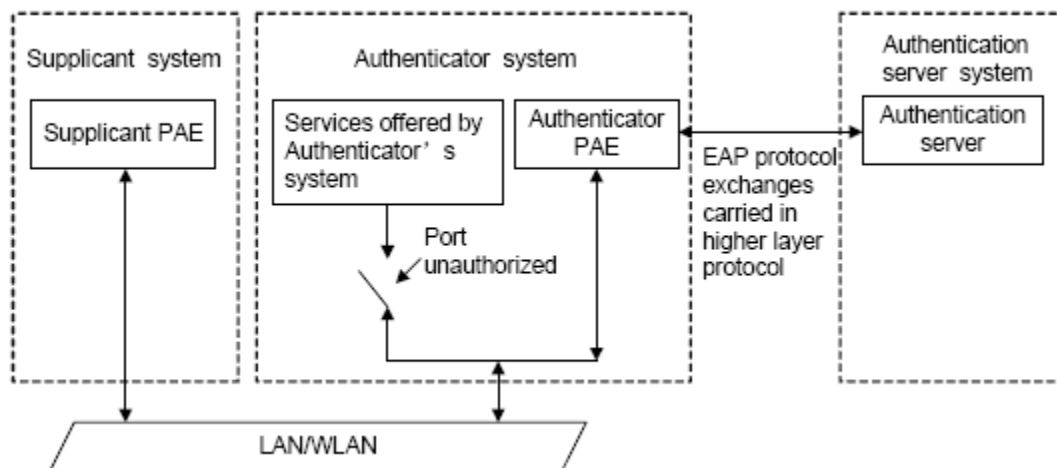 Supplicant system
Supplicant PAE
Authenticator system
Services offered by
Authenticator's
system
Authenticator
PAE
Port
unauthorized
EAP protocol
exchanges
carried in
higher layer
protocol
Authentication
server system
Authentication
server
LAN/WLAN